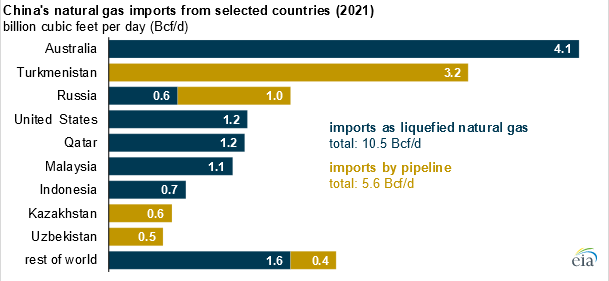 China's natural gas imports from selected countries (2021)
billion cubic feet per day (Bcf/d)
Australia 4.1
Turkmenistan 3.2
Russia 0.6 1.0
United States 1.2
Qatar 1.2
imports as liquefied natural gas
total: 10.5 Bcf/d
Malaysia 1.1
imports by pipeline
total: 5.6 Bcf/d
Indonesia 0.7
Kazakhstan 0.6
Uzbekistan 0.5
rest of world 1.6 0.4
eia